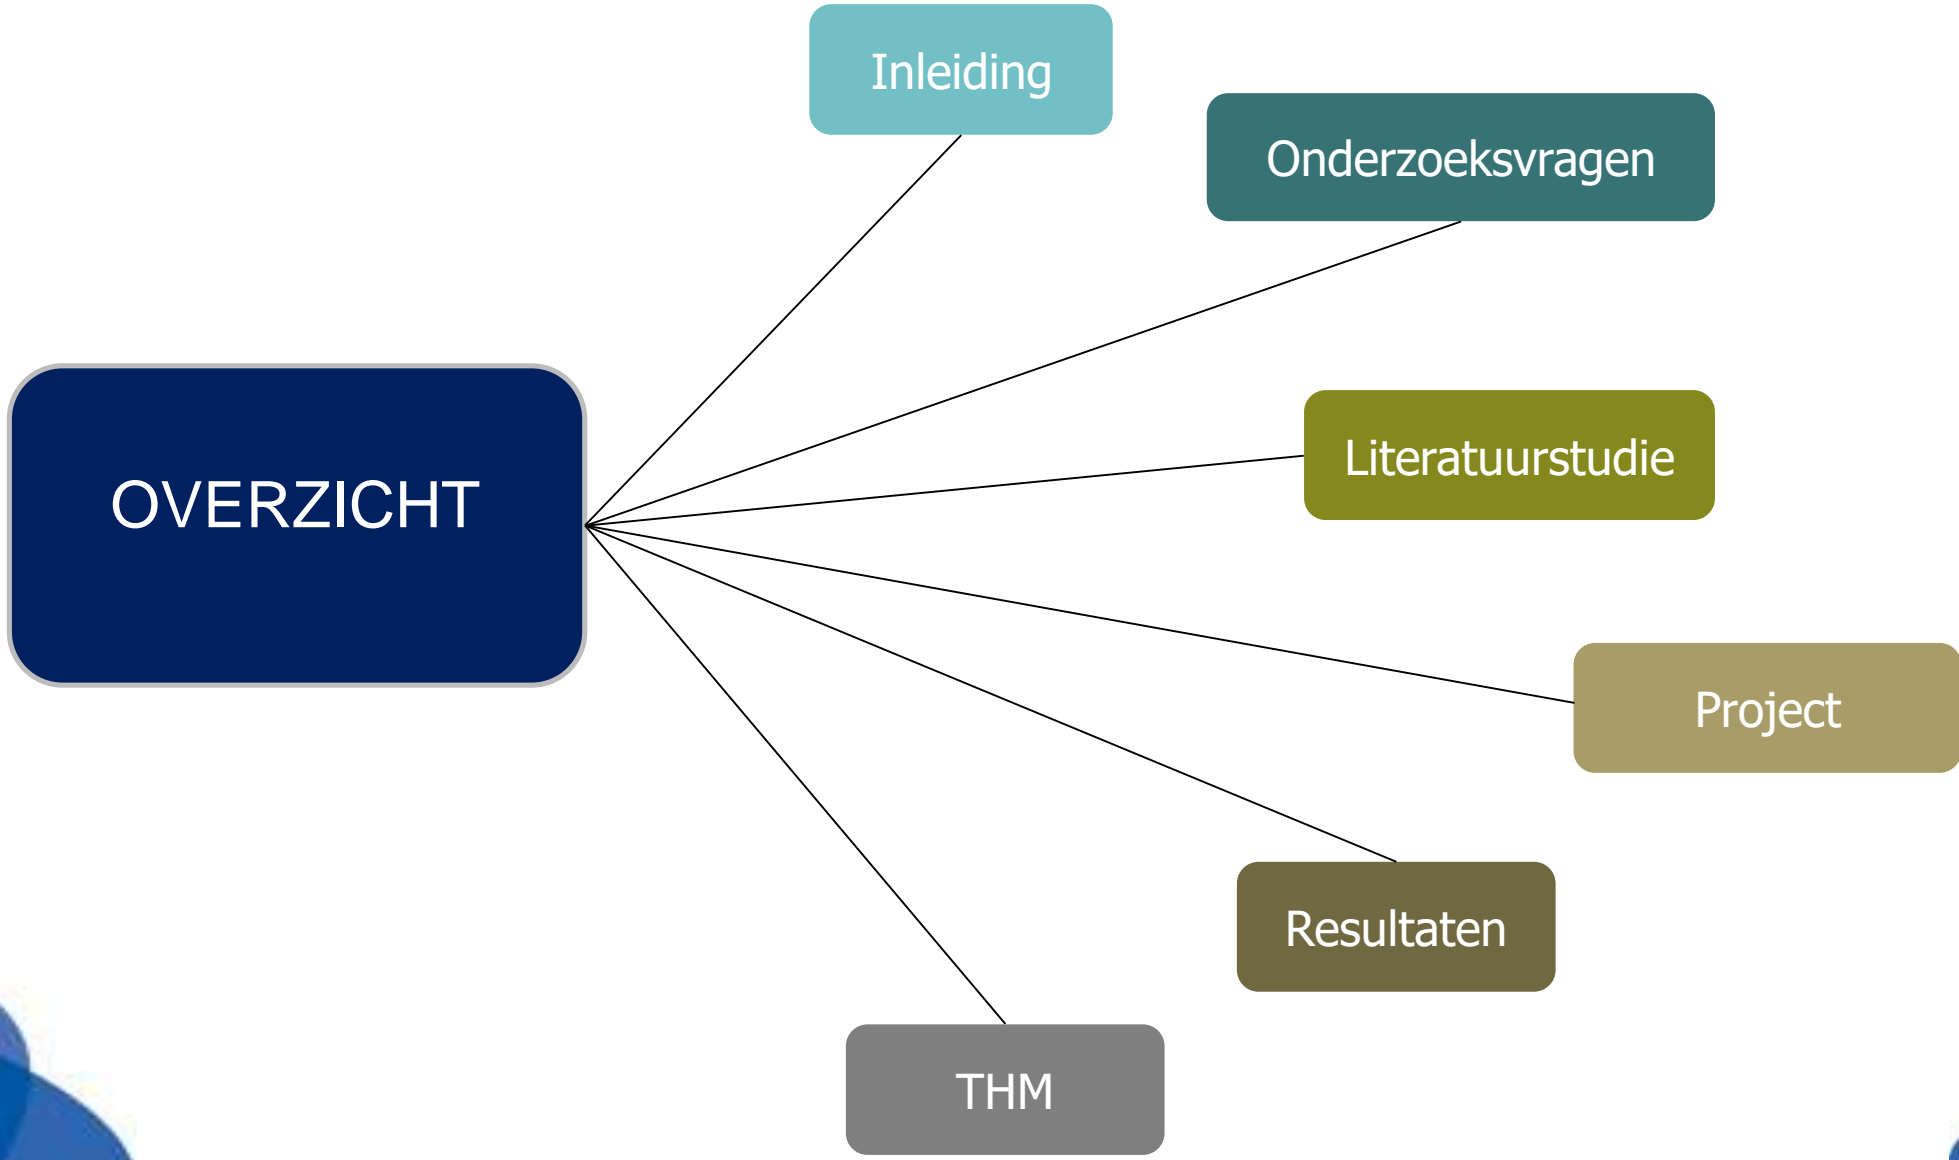 Inleiding
Onderzoeksvragen
Literatuurstudie
OVERZICHT
Project
Resultaten
THM